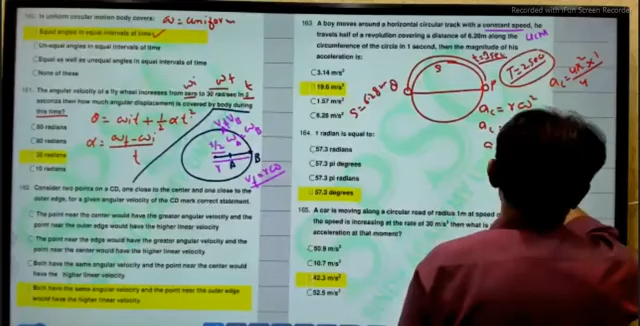 Recorded with iFun Screen Recorder
160. In uniform circular motion body covers: ω = uniform
Equal angles in equal intervals of time
Un-equal angles in equal intervals of time
Equal as well as unequal angles in equal intervals of time
None of these
161. The angular velocity of a fly wheel increases from zero to 30 rad/sec in
seconds then how much angular displacement is covered by body during
this time?
ωi ωf t
θ = ωit + 1/2 αt²
α = ωf - ωi / t
radians
radians
radians
10 radians
A
B
r
162. Consider two points on a CD, one close to the center and one close to the
outer edge, for a given angular velocity of the CD mark correct statement.
The point near the center would have the greater angular velocity and the
point near the outer edge would have the higher linear velocity
The point near the edge would have the greater angular velocity and the
point near the center would have the higher linear velocity
Both have the same angular velocity and the point near the center would
have the higher linear velocity
Both have the same angular velocity and the point near the outer edge
would have the higher linear velocity
163. A boy moves around a horizontal circular track with a constant speed, he
travels half of a revolution covering a distance of 6.28m along the
circumference of the circle in 1 second, then the magnitude of his
acceleration is:
UCM
3.14 m/s²
19.6 m/s²
1.57 m/s²
6.28 m/s²
t=1sec
T=2sec
S
P
S=6.28
ac = rω²
ac =
164. 1 radian is equal to:
57.3 radians
57.3 pi degrees
57.3 pi radians
57.3 degrees
165. A car is moving along a circular road of radius 1m at speed
the speed is increasing at the rate of 30 m/s² then what is
acceleration at that moment?
50.9 m/s²
10.7 m/s²
42.3 m/s²
52.5 m/s²